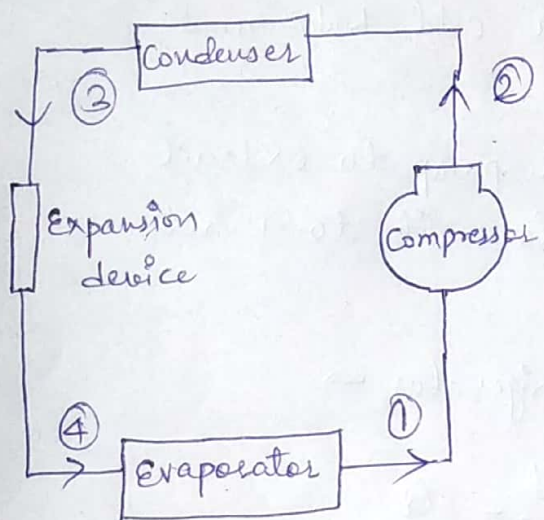 Condenser
③
②
Expansion
device
Compressor
④
①
Evaporator